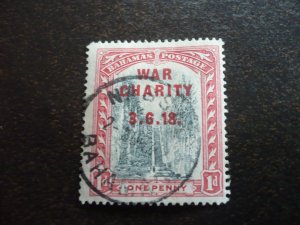 BAHAMAS POSTAGE
WAR
CHARITY
3.6.18.
1d ONE PENNY 1d